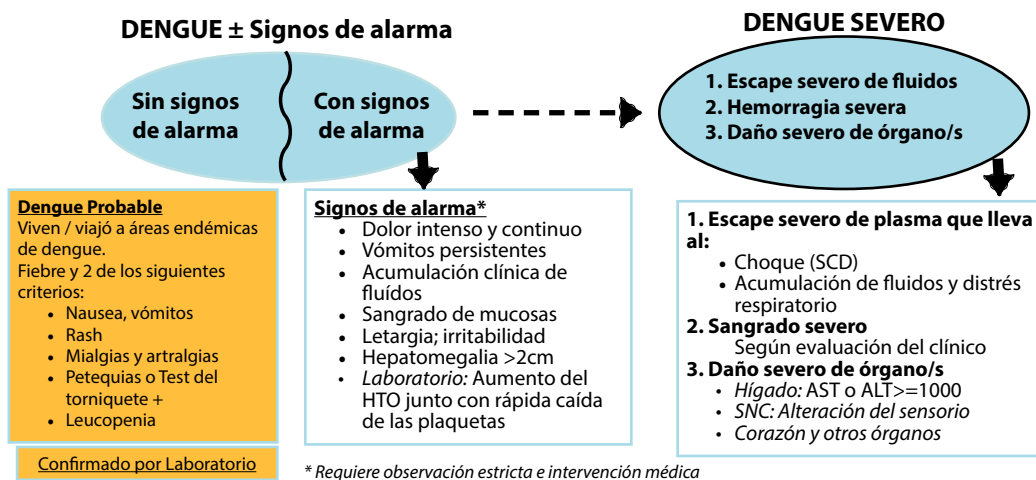 DENGUE ± Signos de alarma
Sin signos
de alarma
Con signos
de alarma
DENGUE SEVERO
1. Escape severo de fluidos
2. Hemorragia severa
3. Daño severo de órgano/s
Dengue Probable
Viven / viajó a áreas endémicas
de dengue.
Fiebre y 2 de los siguientes
criterios:
• Nausea, vómitos
• Rash
• Mialgias y artralgias
• Petequias o Test del
torniquete +
• Leucopenia
Confirmado por Laboratorio
Signos de alarma*
• Dolor intenso y continuo
• Vómitos persistentes
• Acumulación clínica de
fluídos
• Sangrado de mucosas
• Letargia; irritabilidad
• Hepatomegalia >2cm
• Laboratorio: Aumento del
HTO junto con rápida caída
de las plaquetas
* Requiere observación estricta e intervención médica
1. Escape severo de plasma que lleva
al:
• Choque (SCD)
• Acumulación de fluidos y distrés
respiratorio
2. Sangrado severo
Según evaluación del clínico
3. Daño severo de órgano/s
• Hígado: AST o ALT>=1000
• SNC: Alteración del sensorio
• Corazón y otros órganos